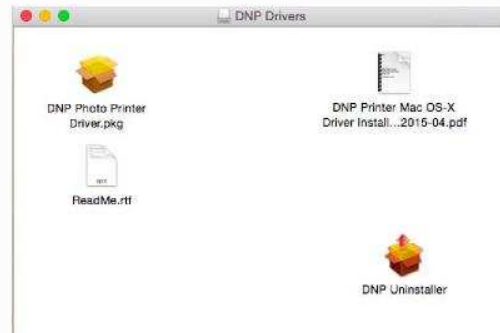 DNP Drivers
DNP Photo Printer
Driver.pkg
DNP Printer Mac OS-X
Driver Install...2015-04.pdf
ReadMe.rtf
DNP Uninstaller